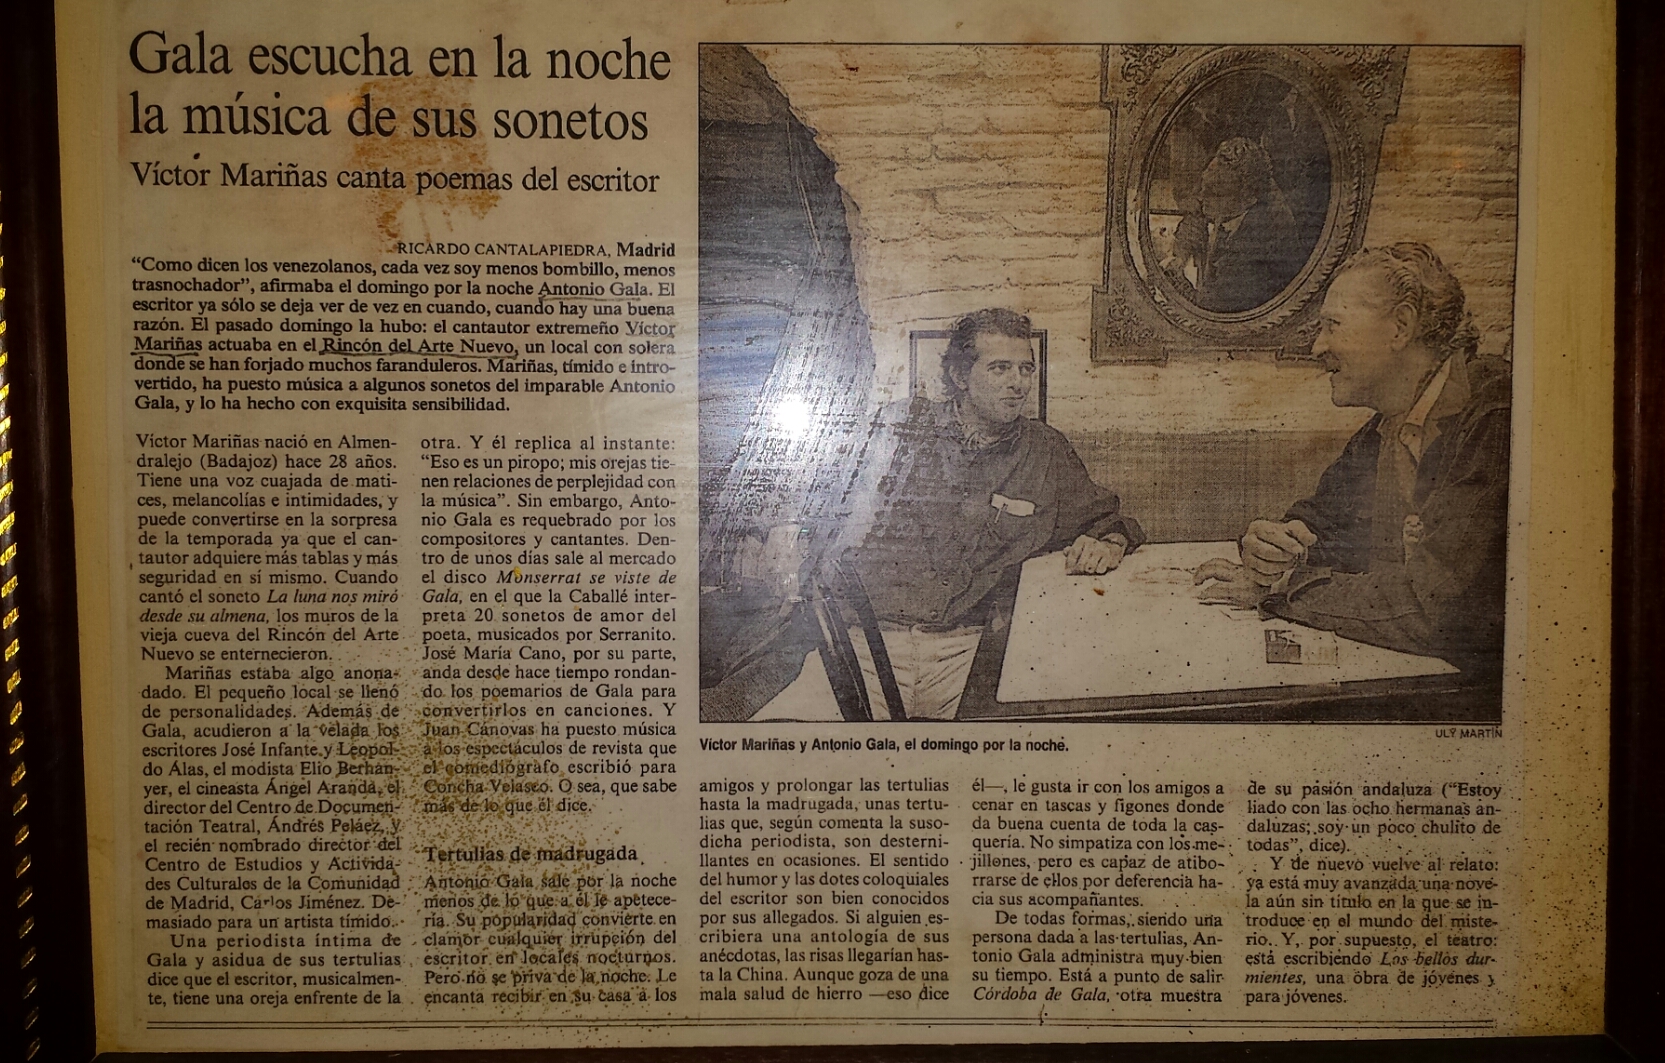 Gala escucha en la noche
la música de sus sonetos
Víctor Mariñas canta poemas del escritor
RICARDO CANTALAPIEDRA, Madrid
“Como dicen los venezolanos, cada vez soy menos bombillo, menos
trasnochador”, afirmaba el domingo por la noche Antonio Gala. El
escritor ya sólo se deja ver de vez en cuando, cuando hay una buena
razón. El pasado domingo la hubo: el cantautor extremeño Víctor
Mariñas actuaba en el Rincón del Arte Nuevo, un local con solera
donde se han forjado muchos faranduleros. Mariñas, tímido e intro-
vertido, ha puesto música a algunos sonetos del imparable Antonio
Gala, y lo ha hecho con exquisita sensibilidad.
Víctor Mariñas nació en Almen-
dralejo (Badajoz) hace 28 años.
Tiene una voz cuajada de mati-
ces, melancolías e intimidades, y
puede convertirse en la sorpresa
de la temporada ya que el can-
tautor adquiere más tablas y más
seguridad en sí mismo. Cuando
cantó el soneto La luna nos miró
desde su almena, los muros de la
vieja cueva del Rincón del Arte
Nuevo se enternecieron.
Mariñas estaba algo anona-
dado. El pequeño local se llenó
de personalidades. Además de
Gala, acudieron a la velada los
escritores José Infante y Leopol-
do Alas, el modista Elio Berhan-
yer, el cineasta Ángel Aranda, el
director del Centro de Documen-
tación Teatral, Ándrés Peláez, y
el recién nombrado director del
Centro de Estudios y Activida-
des Culturales de la Comunidad
de Madrid, Carlos Jiménez. De-
masiado para un artista tímido.
Una periodista íntima de
Gala y asidua de sus tertulias
dice que el escritor, musicalmen-
te, tiene una oreja enfrente de la
otra. Y él replica al instante:
“Eso es un piropo; mis orejas tie-
nen relaciones de perplejidad con
la música”. Sin embargo, Anto-
nio Gala es requebrado por los
compositores y cantantes. Den-
tro de unos días sale al mercado
el disco Monserrat se viste de
Gala, en el que la Caballé inter-
preta 20 sonetos de amor del
poeta, musicados por Serranito.
José María Cano, por su parte,
anda desde hace tiempo rondan-
do los poemarios de Gala para
convertirlos en canciones. Y
Juan Cánovas ha puesto música
a los espectáculos de revista que
el comediógrafo escribió para
Concha Velasco. O sea, que sabe
más de lo que él dice.
Tertulias de madrugada
Antonio Gala sale por la noche
menos de lo que a él le apetece-
ría. Su popularidad convierte en
clamor cualquier irrupción del
escritor en locales nocturnos.
Pero no se priva de la noche. Le
encanta recibir en su casa a los
Víctor Mariñas y Antonio Gala, el domingo por la noche.
ULY MARTÍN
amigos y prolongar las tertulias
hasta la madrugada, unas tertu-
lias que, según comenta la suso-
dicha periodista, son desterni-
llantes en ocasiones. El sentido
del humor y las dotes coloquiales
del escritor son bien conocidos
por sus allegados. Si alguien es-
cribiera una antología de sus
anécdotas, las risas llegarían has-
ta la China. Aunque goza de una
mala salud de hierro —eso dice
él—, le gusta ir con los amigos a
cenar en tascas y figones donde
da buena cuenta de toda la cas-
quería. No simpatiza con los me-
jillones, pero es capaz de atibo-
rrarse de ellos por deferencia ha-
cia sus acompañantes.
De todas formas, siendo una
persona dada a las tertulias, An-
tonio Gala administra muy bien
su tiempo. Está a punto de salir
Córdoba de Gala, otra muestra
de su pasión andaluza (“Estoy
liado con las ocho hermanas an-
daluzas; soy un poco chulito de
todas”, dice).
Y de nuevo vuelve al relato:
ya está muy avanzada una nove-
la aún sin título en la que se in-
troduce en el mundo del miste-
rio. Y, por supuesto, el teatro:
está escribiendo Los bellos dur-
mientes, una obra de jóvenes y
para jóvenes.